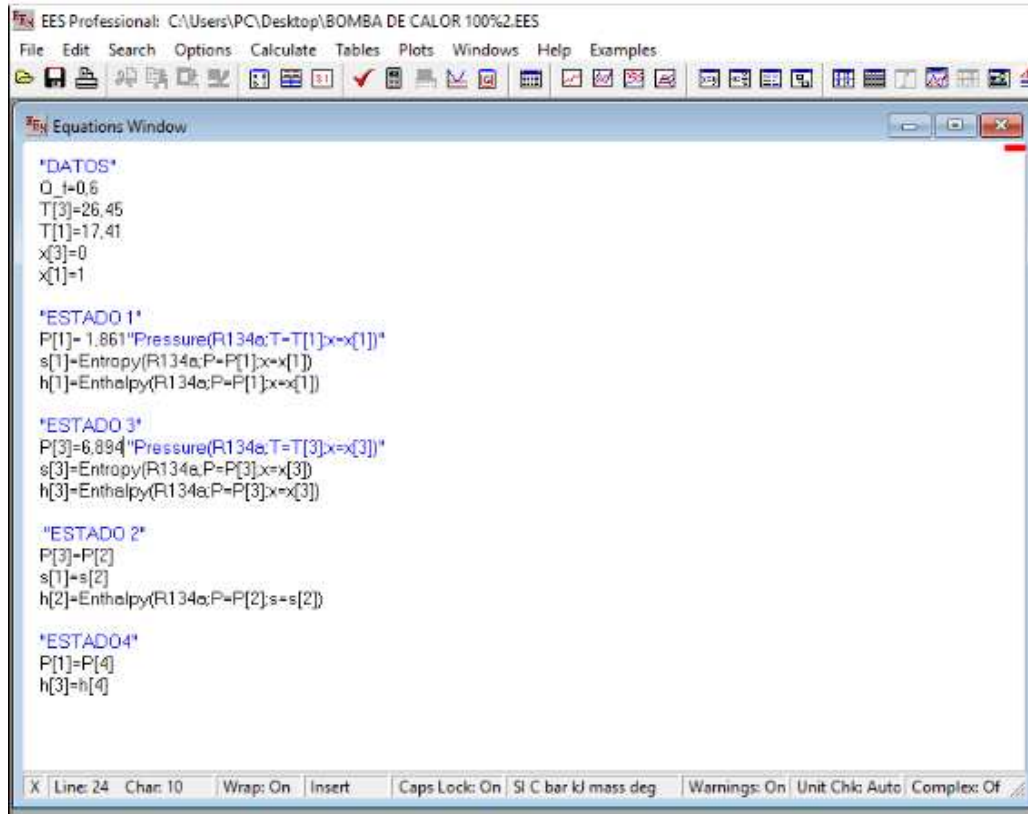 EES Professional: C:\Users\PC\Desktop\BOMBA DE CALOR 100%2.EES
File Edit Search Options Calculate Tables Plots Windows Help Examples
Equations Window
"DATOS"
Q_t=0,6
T[3]=26,45
T[1]=17,41
x[3]=0
x[1]=1
"ESTADO 1"
P[1]= 1,861"Pressure(R134a;T=T[1];x=x[1])"
s[1]=Entropy(R134a;P=P[1];x=x[1])
h[1]=Enthalpy(R134a;P=P[1];x=x[1])
"ESTADO 3"
P[3]=6,894"Pressure(R134a;T=T[3];x=x[3])"
s[3]=Entropy(R134a;P=P[3];x=x[3])
h[3]=Enthalpy(R134a;P=P[3];x=x[3])
"ESTADO 2"
P[3]=P[2]
s[1]=s[2]
h[2]=Enthalpy(R134a;P=P[2];s=s[2])
"ESTADO4"
P[1]=P[4]
h[3]=h[4]
X Line: 24 Char: 10 Wrap: On Insert Caps Lock: On SI C bar kJ mass deg Warnings: On Unit Chk: Auto Complex: Of